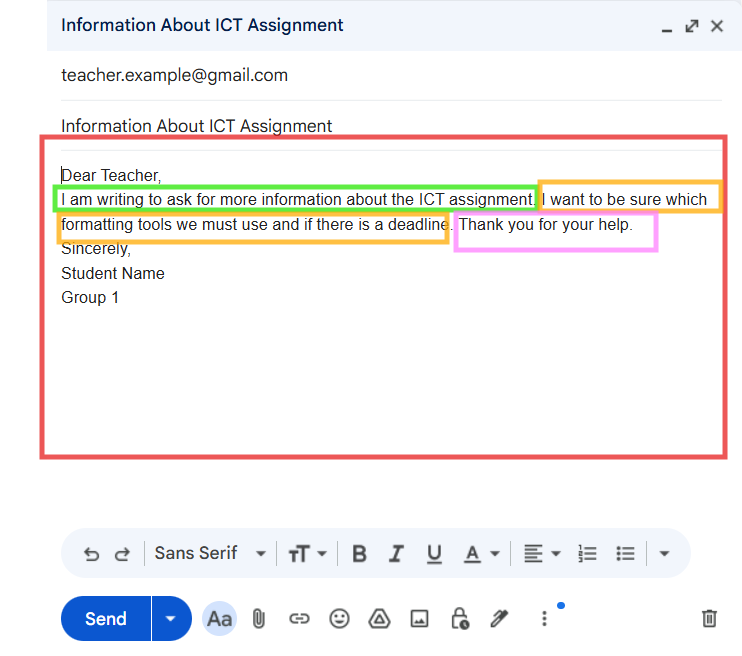 Information About ICT Assignment
teacher.example@gmail.com
Information About ICT Assignment
Dear Teacher,
I am writing to ask for more information about the ICT assignment. I want to be sure which
formatting tools we must use and if there is a deadline. Thank you for your help.
Sincerely,
Student Name
Group 1
Sans Serif
Send
Aa